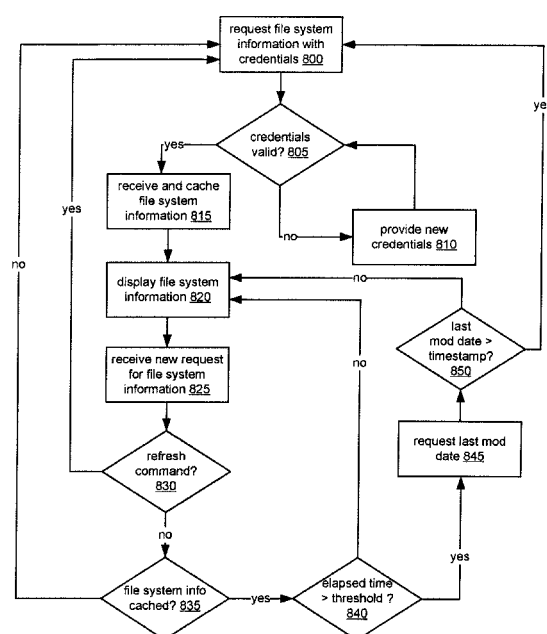 request file system
information with
credentials 800
ye
credentials
valid? 805
yes
receive and cache
file system
information 815
yes
no
provide new
credentials 810
no
no
display file system
information 820
last
mod date >
timestamp?
850
no
receive new request
for file system
information 825
request last mod
date 845
refresh
command?
830
no
yes
file system info
cached? 835
yes
elapsed time
> threshold ?
840